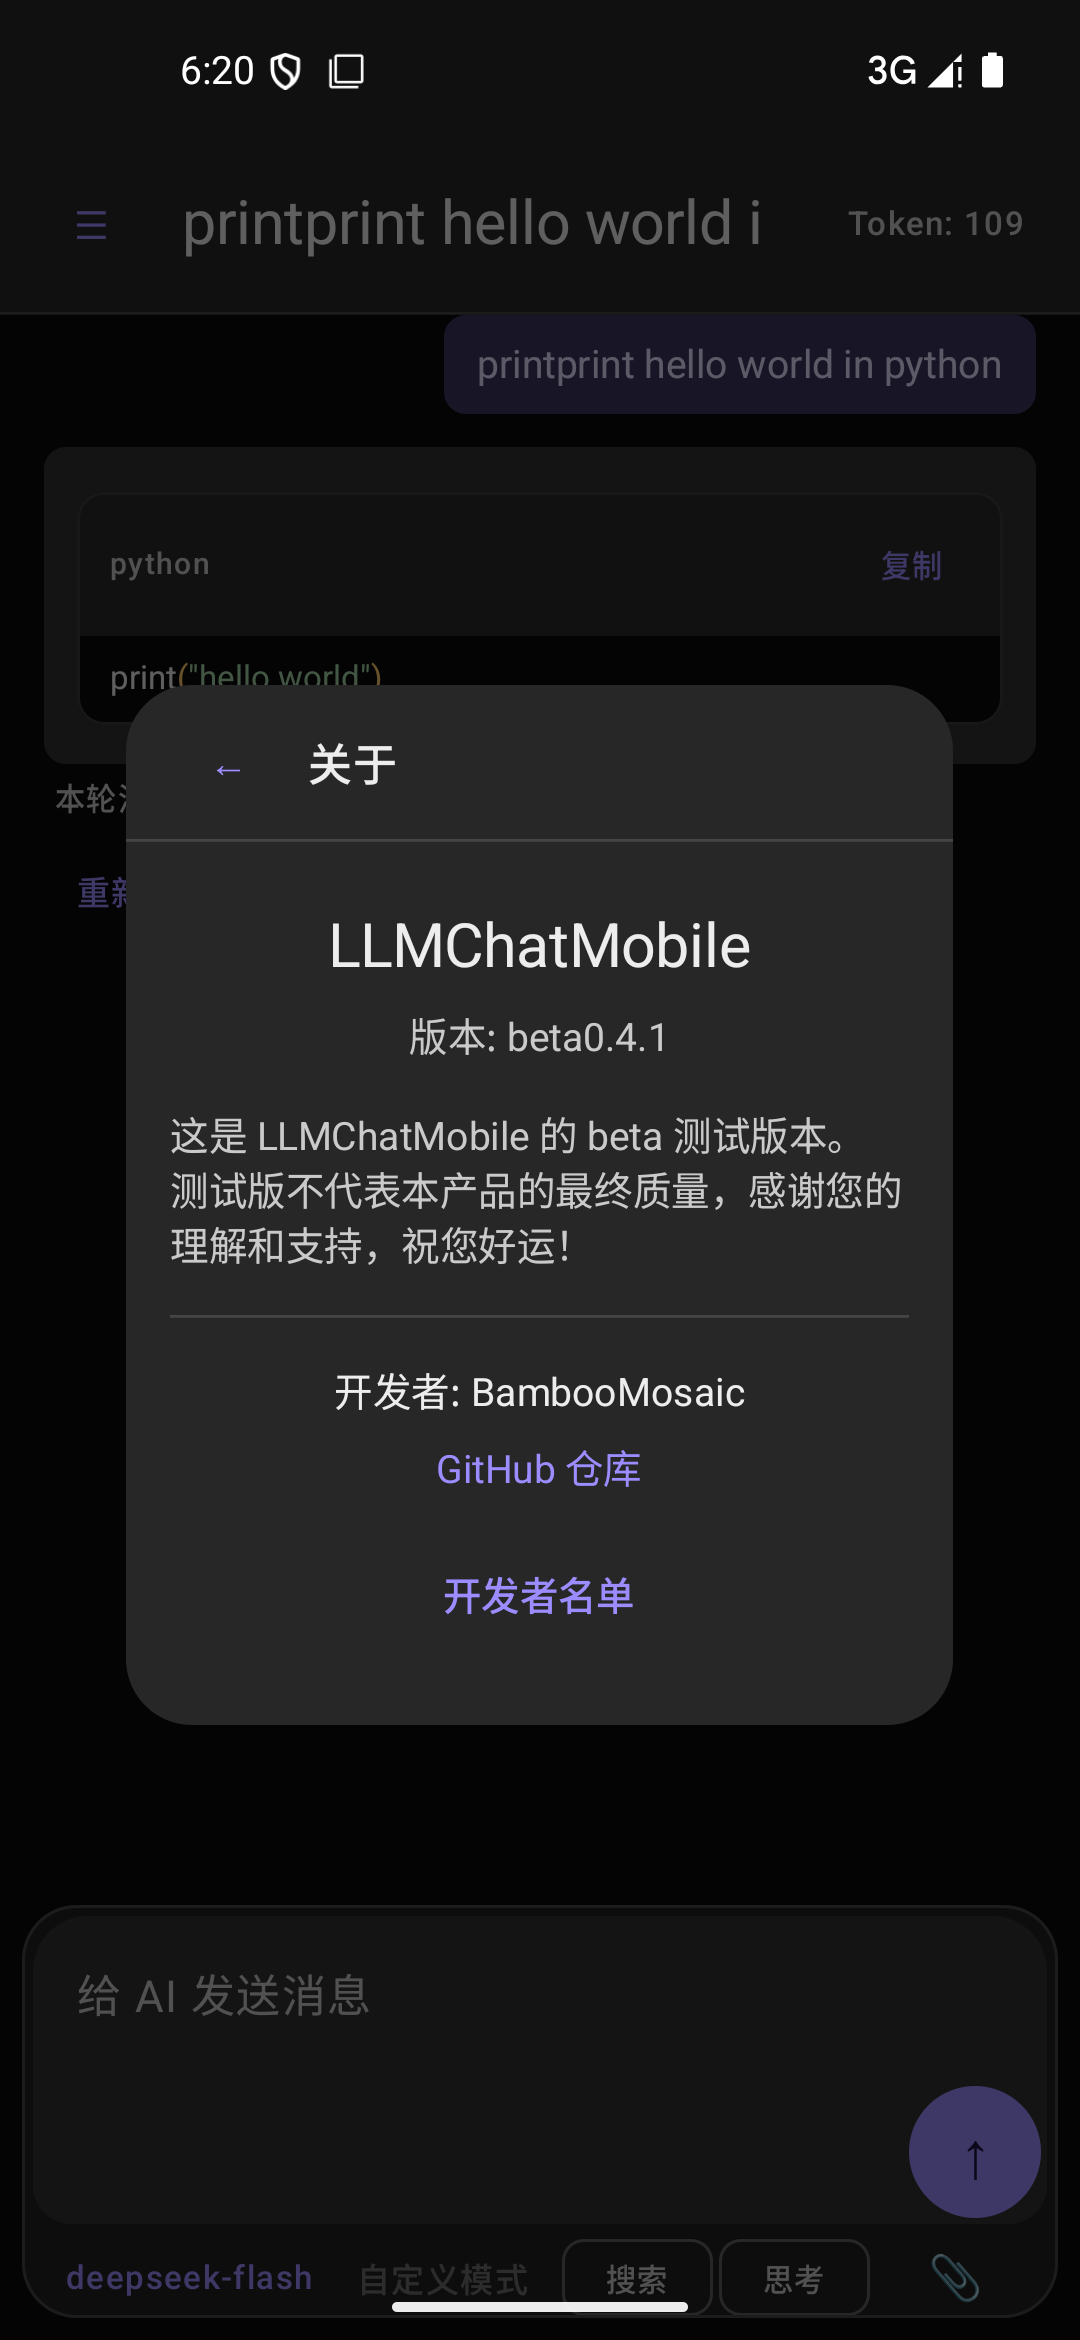 6:20
3G
printprint hello world i
Token: 109
printprint hello world in python
python
复制
print("hello world")
本轮
重新
← 关于
LLMChatMobile
版本: beta0.4.1
这是 LLMChatMobile 的 beta 测试版本。
测试版不代表本产品的最终质量，感谢您的
理解和支持，祝您好运！
开发者: BambooMosaic
GitHub 仓库
开发者名单
给 AI 发送消息
↑
deepseek-flash 自定义模式 搜索 思考